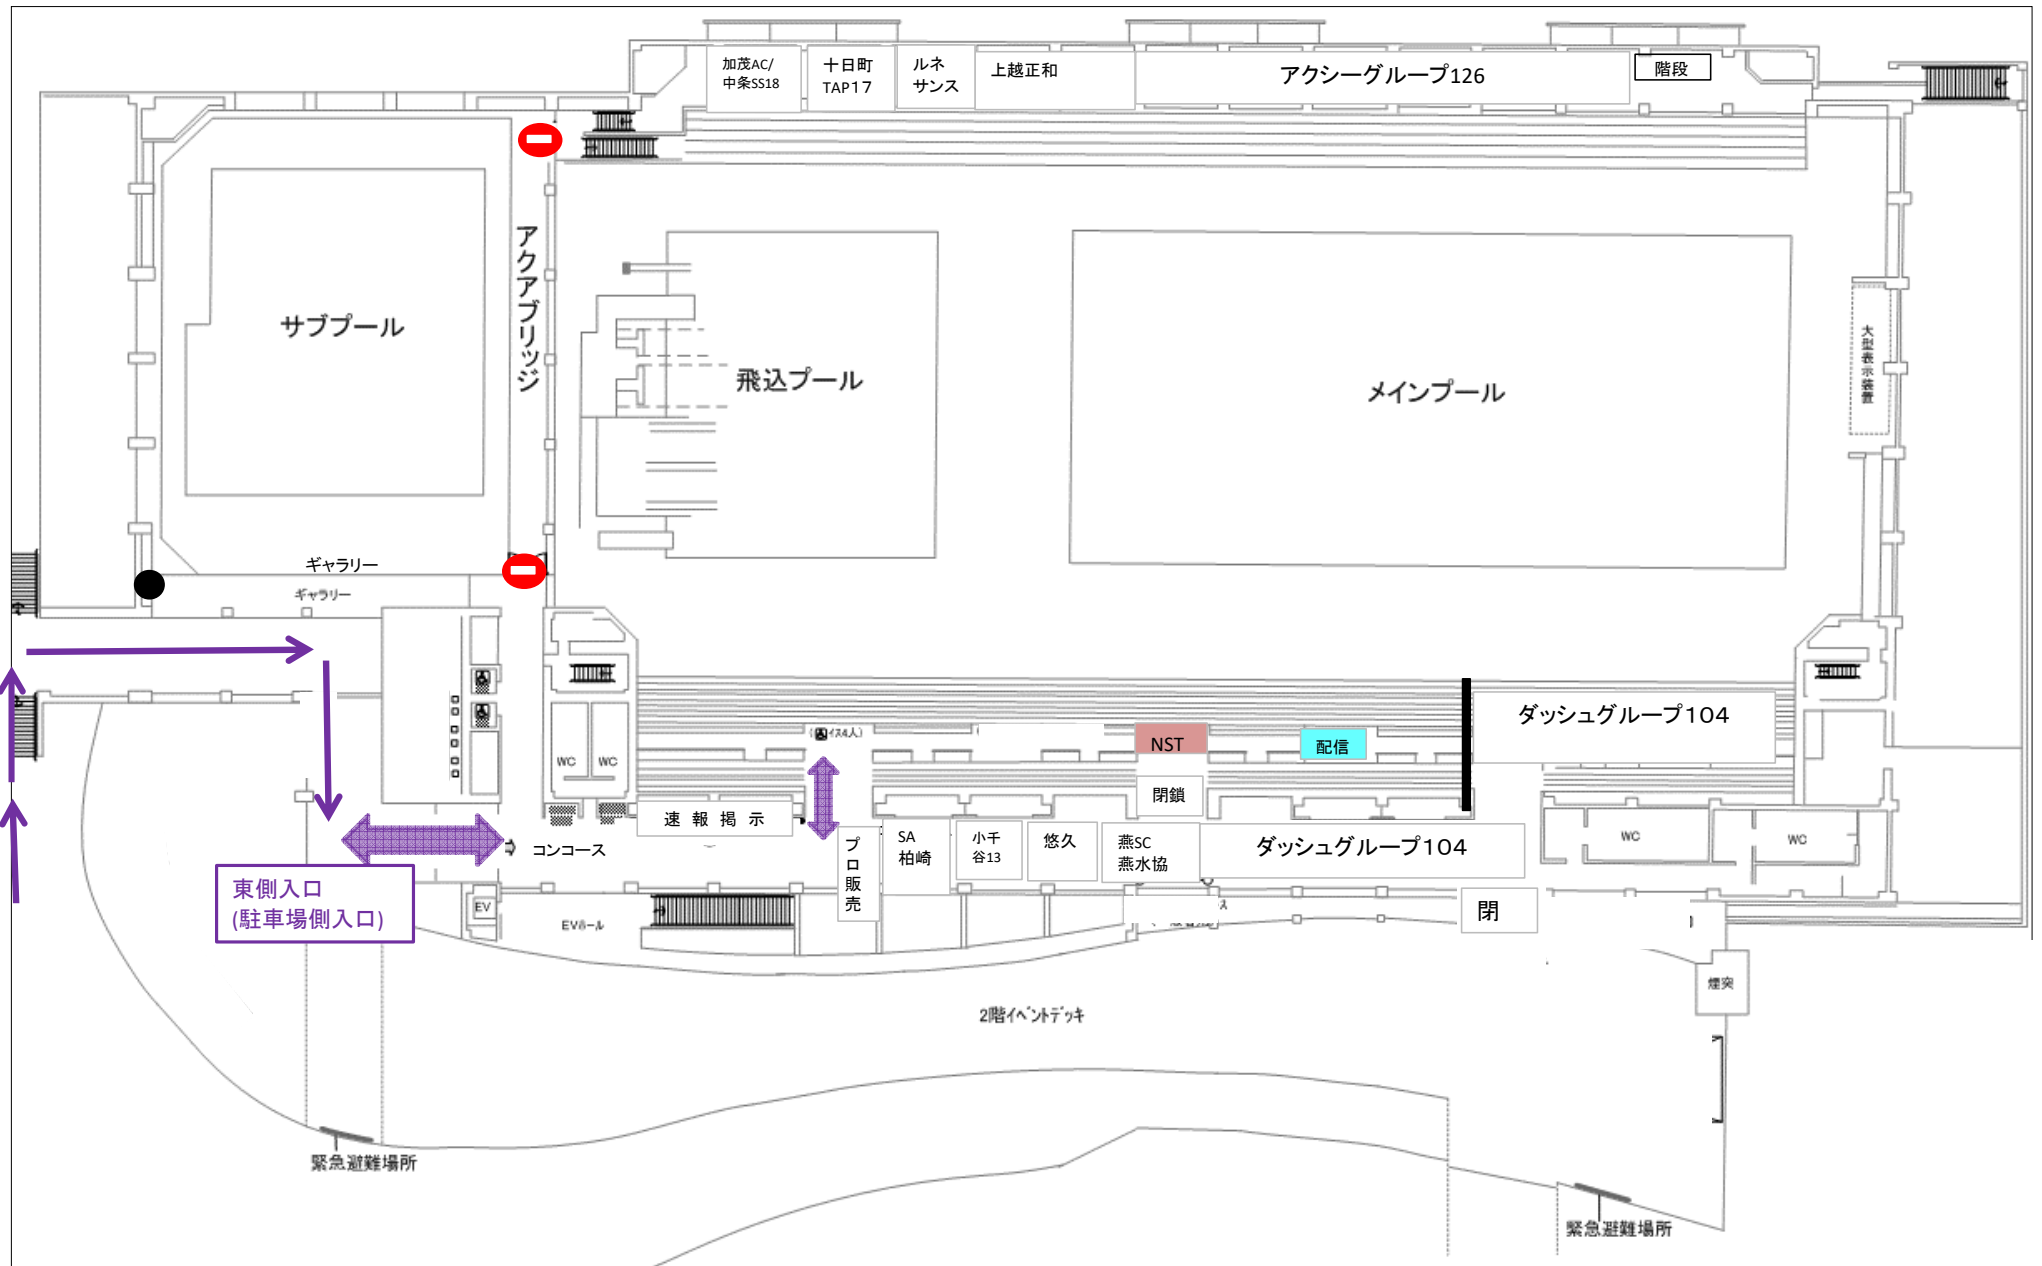 加茂AC/
中条SS18
十日町
TAP17
ルネ
サンス
上越正和
アクシーグループ126
階段
アクアブリッジ
サブプール
飛込プール
メインプール
大型表示装置
ギャラリー
ギャラリー
ダッシュグループ104
(イス4人)
NST
配信
WC
WC
閉鎖
速 報 掲 示
プロ販売
SA
柏崎
小千
谷13
悠久
燕SC
燕水協
ダッシュグループ104
WC
WC
コンコース
東側入口
(駐車場側入口)
EV
EVホール
閉
煙突
2階イベントデッキ
緊急避難場所
緊急避難場所